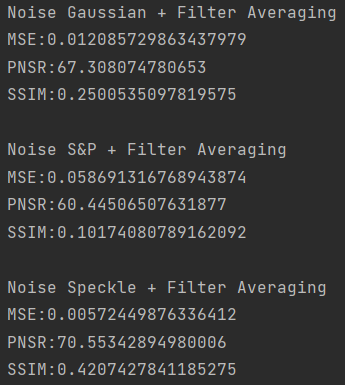 Noise Gaussian + Filter Averaging
MSE:0.012085729863437979
PNSR:67.308074780653
SSIM:0.2500535097819575
Noise S&P + Filter Averaging
MSE:0.058691316768943874
PNSR:60.44506507631877
SSIM:0.10174080789162092
Noise Speckle + Filter Averaging
MSE:0.00572449876336412
PNSR:70.55342894980006
SSIM:0.4207427841185275